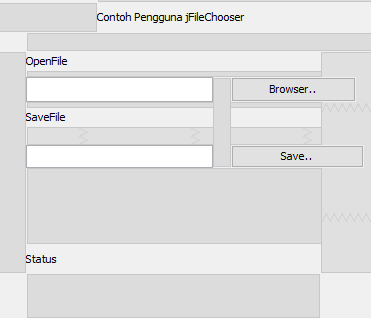 Contoh Pengguna jFileChooser
OpenFile
Browser..
SaveFile
Save..
Status